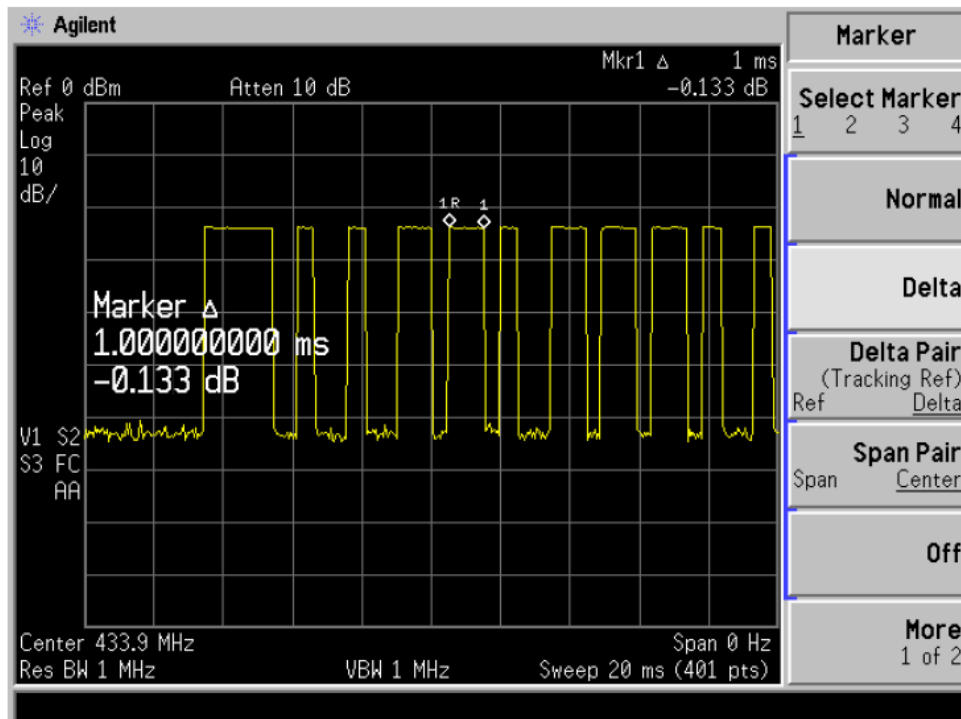 Agilent
Mkr1 Δ 1 ms
Ref 0 dBm Atten 10 dB -0.133 dB
Peak
Log
10
dB/
1R 1
Marker Δ
1.000000000 ms
-0.133 dB
V1 S2
S3 FC
AA
Center 433.9 MHz Span 0 Hz
Res BW 1 MHz VBW 1 MHz Sweep 20 ms (401 pts)
Marker
Select Marker
1 2 3 4
Normal
Delta
Delta Pair
(Tracking Ref)
Ref Delta
Span Pair
Span Center
Off
More
1 of 2